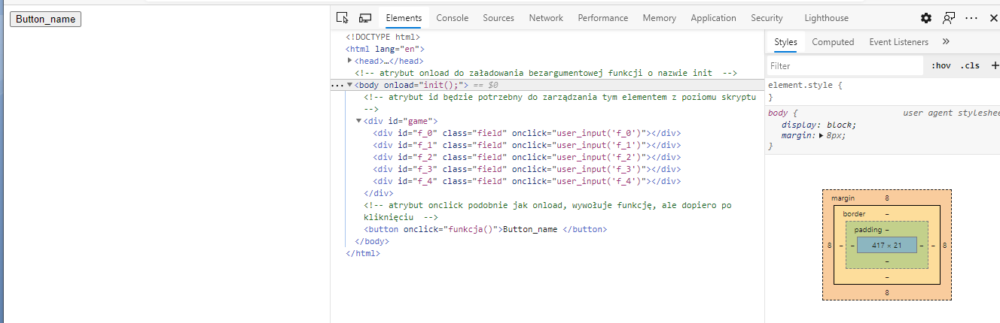 Button_name
Elements Console Sources Network Performance Memory Application Security Lighthouse
<!DOCTYPE html>
<html lang="en">
<head>…</head>
<!-- atrybut onload do załadowania bezargumentowej funkcji o nazwie init -->
<body onload="init();"> == $0
<!-- atrybut id będzie potrzebny do zarządzania tym elementem z poziomu skryptu
-->
<div id="game">
<div id="f_0" class="field" onclick="user_input('f_0')"></div>
<div id="f_1" class="field" onclick="user_input('f_1')"></div>
<div id="f_2" class="field" onclick="user_input('f_2')"></div>
<div id="f_3" class="field" onclick="user_input('f_3')"></div>
<div id="f_4" class="field" onclick="user_input('f_4')"></div>
</div>
<!-- atrybut onclick podobnie jak onload, wywołuje funkcję, ale dopiero po
kliknięciu -->
<button onclick="funkcja()">Button_name </button>
</body>
</html>
Styles Computed Event Listeners
Filter :hov .cls +
element.style {
}
body { user agent styleshee
display: block;
margin: 8px;
}
margin 8
border –
padding –
8 – – 417 × 21 – – 8
–
–
8